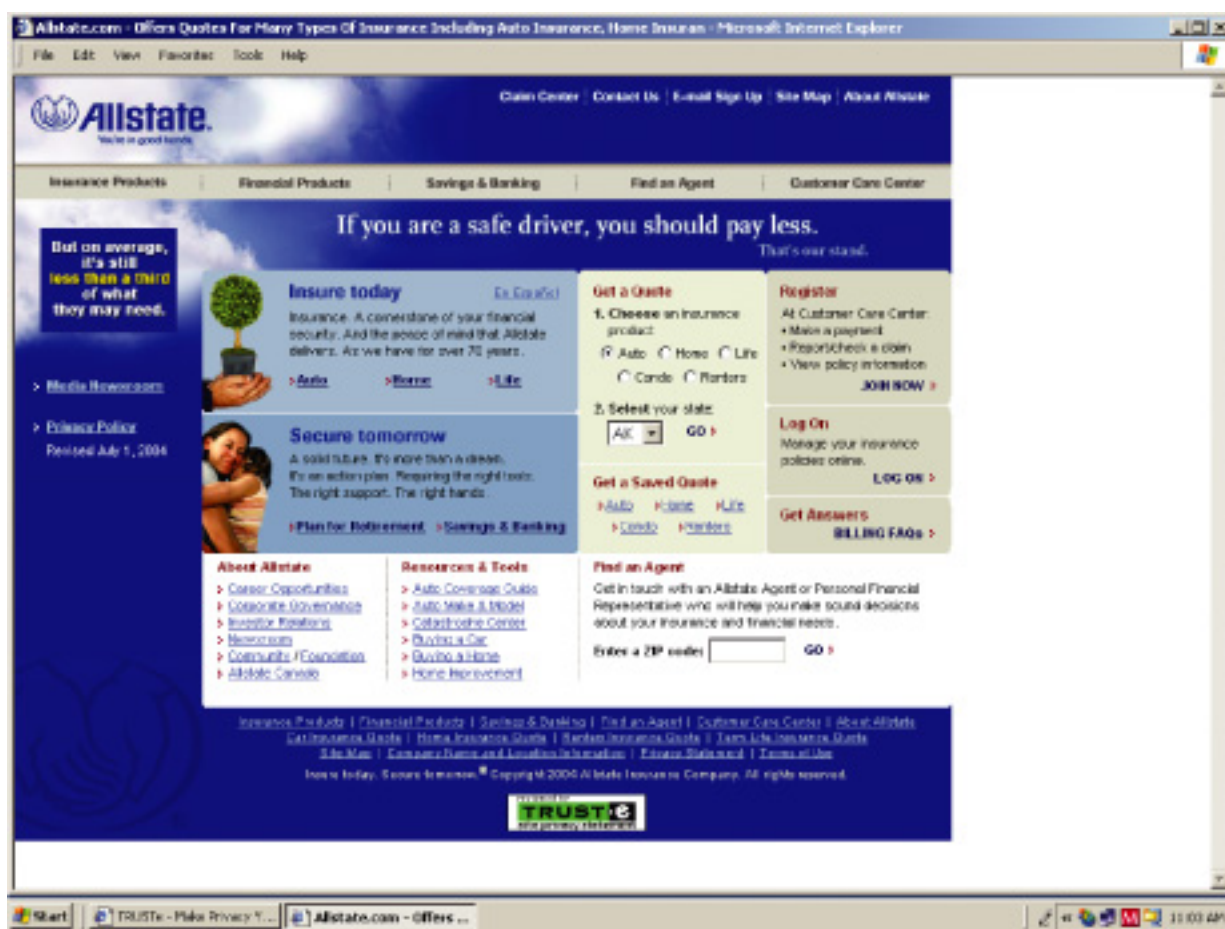 Allstate.com - Offers Quotes For Many Types Of Insurance Including Auto Insurance, Home Insuran - Microsoft Internet Explorer
File Edit View Favorites Tools Help
Claim Center | Contact Us | E-mail Sign Up | Site Map | About Allstate
Allstate.
You're in good hands.
Insurance Products | Financial Products | Savings & Banking | Find an Agent | Customer Care Center
If you are a safe driver, you should pay less.
That's our stand.
But on average,
it's still
less than a third
of what
they may need.
> Media Newsroom
> Privacy Policy
Revised July 1, 2004
Insure today
En Español
Insurance. A cornerstone of your financial
security. And the peace of mind that Allstate
delivers. As we have for over 70 years.
>Auto >Home >Life
Secure tomorrow
A solid future. It's more than a dream.
It's an action plan. Requiring the right tools.
The right support. The right hands.
>Plan for Retirement >Savings & Banking
Get a Quote
1. Choose an insurance
product:
Auto Home Life
Condo Renters
2. Select your state:
AK GO >
Get a Saved Quote
>Auto >Home >Life
>Condo >Renters
Register
At Customer Care Center:
• Make a payment
• Report/check a claim
• View policy information
JOIN NOW >
Log On
Manage your insurance
policies online.
LOG ON >
Get Answers
BILLING FAQs >
About Allstate
> Career Opportunities
> Corporate Governance
> Investor Relations
> Newsroom
> Community / Foundation
> Allstate Canada
Resources & Tools
> Auto Coverage Guide
> Auto Make & Model
> Catastrophe Center
> Buying a Car
> Buying a Home
> Home Improvement
Find an Agent
Get in touch with an Allstate Agent or Personal Financial
Representative who will help you make sound decisions
about your insurance and financial needs.
Enter a ZIP code: GO >
Insurance Products | Financial Products | Savings & Banking | Find an Agent | Customer Care Center | About Allstate
Car Insurance Quote | Home Insurance Quote | Renters Insurance Quote | Term Life Insurance Quote
Site Map | Company Name and Location Information | Privacy Statement | Terms of Use
Insure today. Secure tomorrow.® Copyright 2004 Allstate Insurance Company. All rights reserved.
TRUSTe
site privacy statement
Start TRUSTe - Make Privacy Y... Allstate.com - Offers ... 11:03 AM